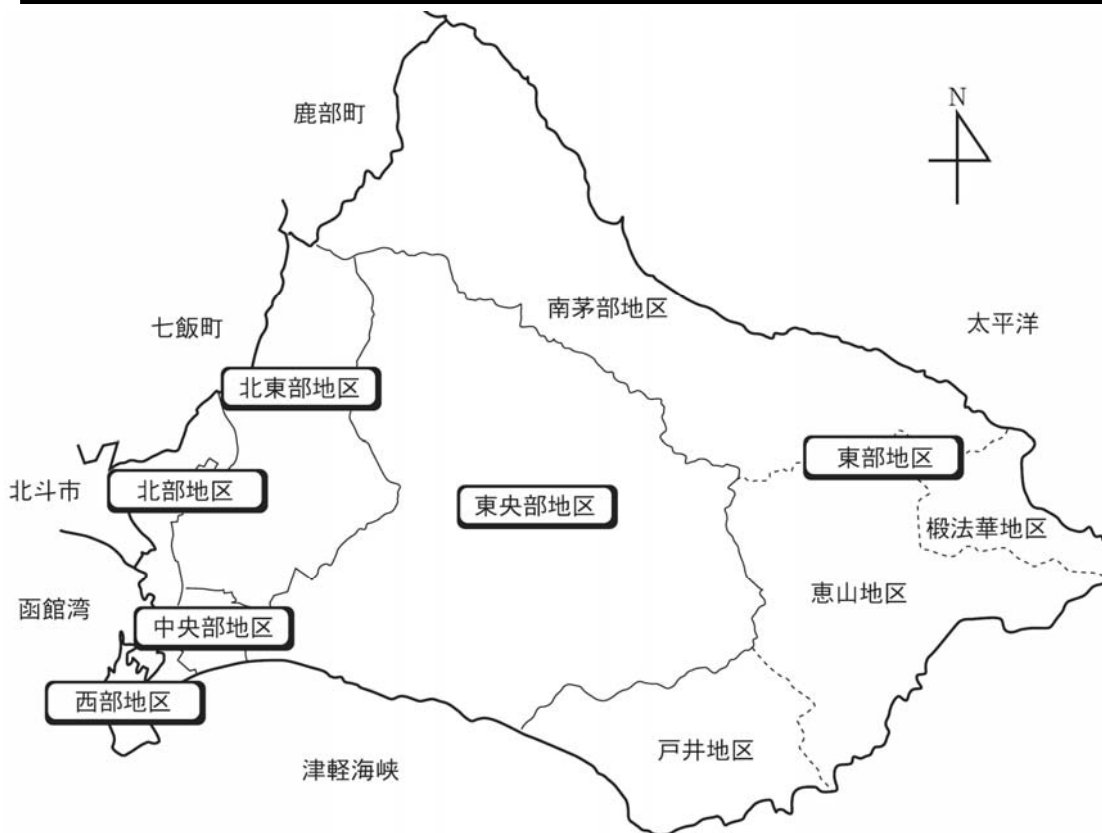 鹿部町
N
南茅部地区
太平洋
七飯町
北東部地区
東部地区
北斗市
北部地区
東央部地区
椴法華地区
恵山地区
函館湾
中央部地区
西部地区
戸井地区
津軽海峡